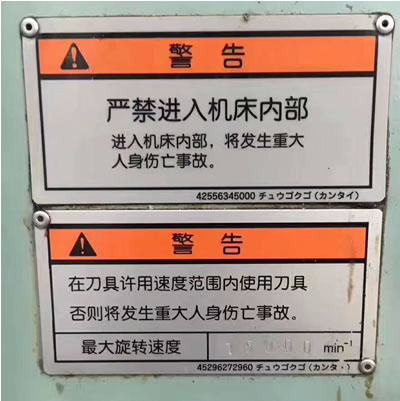 警告
严禁进入机床内部
进入机床内部，将发生重大
人身伤亡事故。
42556345000 チュウゴクゴ (カンタイ)
警告
在刀具许用速度范围内使用刀具
否则将发生重大人身伤亡事故。
最大旋转速度 min⁻¹
45296272960 チュウゴクゴ (カンタ